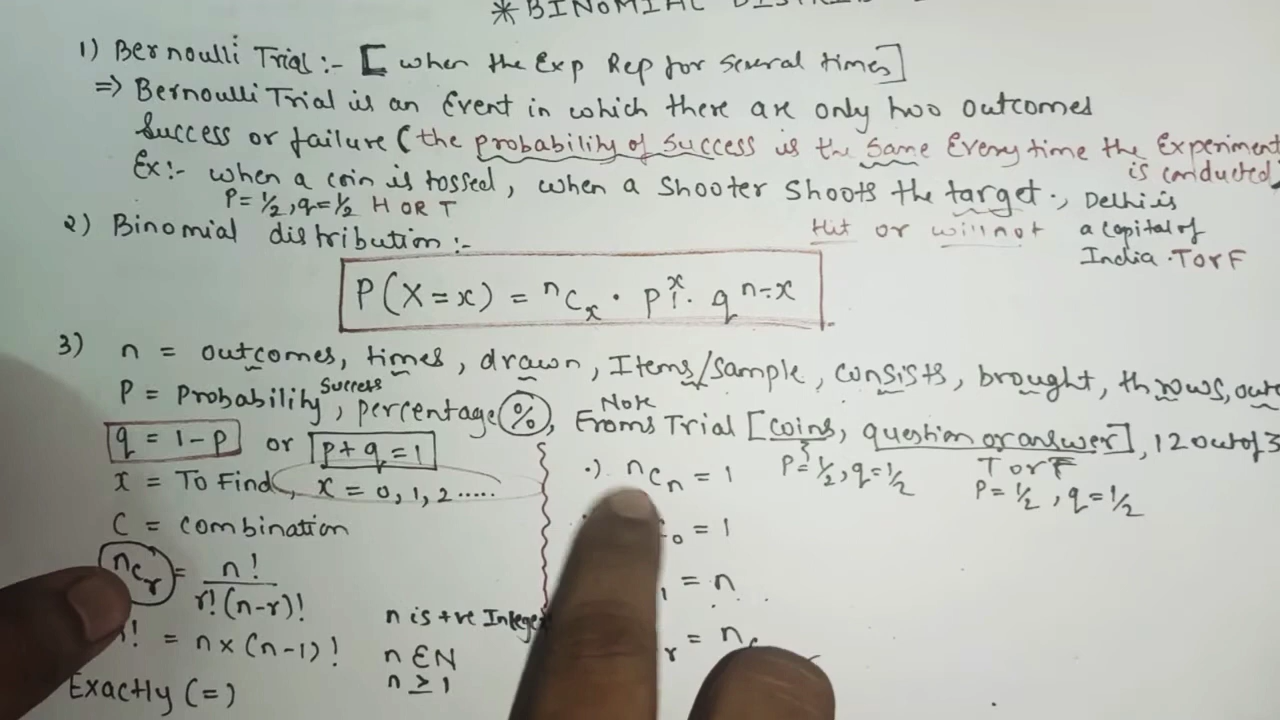 * BINOMIAL
1) Bernoulli Trial :- [ when the Exp Rep for several times]
=> Bernoulli Trial is an Event in which there are only two outcomes
Success or failure ( the probability of success is the same Every time the Experiment
is conducted
Ex :- when a coin is tossed, when a shooter shoots the target ., Delhi is
P = 1/2, q = 1/2 H OR T
Hit or will not a capital of
India . T or F
2) Binomial distribution :-
P(X = x) = nCx · p^x · q^n-x
3) n = outcomes, times, drawn, Items/sample, consists, brought, throws, out
P = Probability success, percentage (%), From Trial [coins, question or answer], 12 out of 3
Note
q = 1 - p or p + q = 1
P = 1/2, q = 1/2
T or F
P = 1/2, q = 1/2
x = To Find, x = 0, 1, 2 .....
C = combination
nCr = n! / r!(n-r)!
! = n x (n-1)!
Exactly (=)
n is +ve Intege
n ∈ N
n ≥ 1
·) nCn = 1
0 = 1
1 = n
r = n